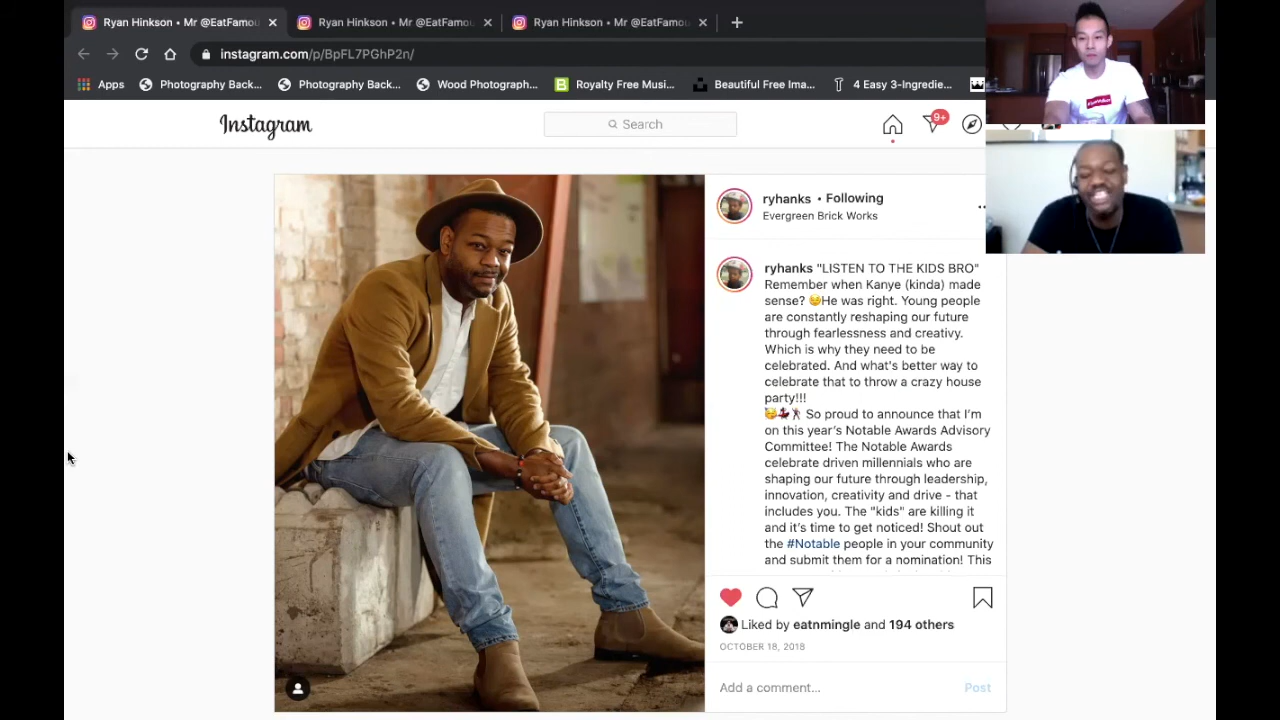 Ryan Hinkson • Mr @EatFamou
Ryan Hinkson • Mr @EatFamou
Ryan Hinkson • Mr @EatFamou
instagram.com/p/BpFL7PGhP2n/
Apps
Photography Back...
Photography Back...
Wood Photograph...
Royalty Free Musi...
Beautiful Free Ima...
4 Easy 3-Ingredie...
Instagram
Search
9+
ryhanks • Following
Evergreen Brick Works
ryhanks "LISTEN TO THE KIDS BRO"
Remember when Kanye (kinda) made
sense? 😏He was right. Young people
are constantly reshaping our future
through fearlessness and creativy.
Which is why they need to be
celebrated. And what's better way to
celebrate that to throw a crazy house
party!!!
🥳💃🕺 So proud to announce that I'm
on this year's Notable Awards Advisory
Committee! The Notable Awards
celebrate driven millennials who are
shaping our future through leadership,
innovation, creativity and drive - that
includes you. The "kids" are killing it
and it's time to get noticed! Shout out
the #Notable people in your community
and submit them for a nomination! This
Liked by eatnmingle and 194 others
OCTOBER 18, 2018
Add a comment...
Post